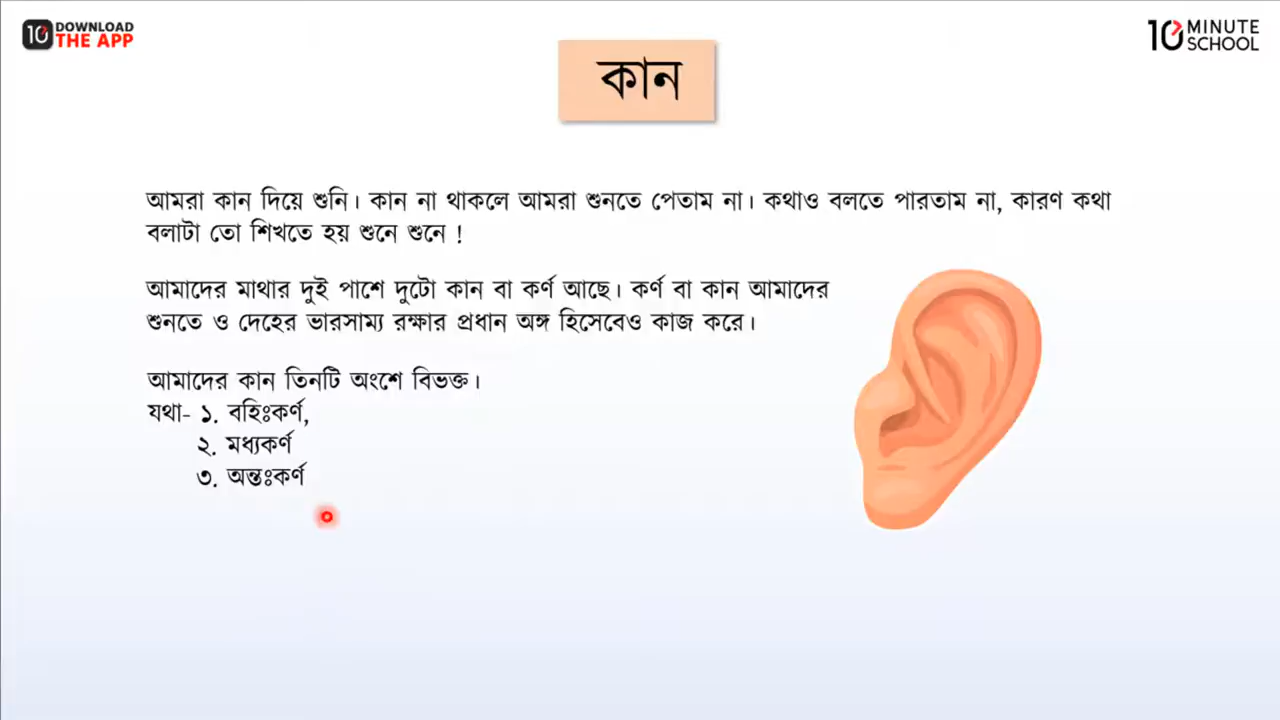 DOWNLOAD
THE APP
10 MINUTE
SCHOOL
কান
আমরা কান দিয়ে শুনি। কান না থাকলে আমরা শুনতে পেতাম না। কথাও বলতে পারতাম না, কারণ কথা
বলাটা তো শিখতে হয় শুনে শুনে !
আমাদের মাথার দুই পাশে দুটো কান বা কর্ণ আছে। কর্ণ বা কান আমাদের
শুনতে ও দেহের ভারসাম্য রক্ষার প্রধান অঙ্গ হিসেবেও কাজ করে।
আমাদের কান তিনটি অংশে বিভক্ত।
যথা- ১. বহিঃকর্ণ,
২. মধ্যকর্ণ
৩. অন্তঃকর্ণ